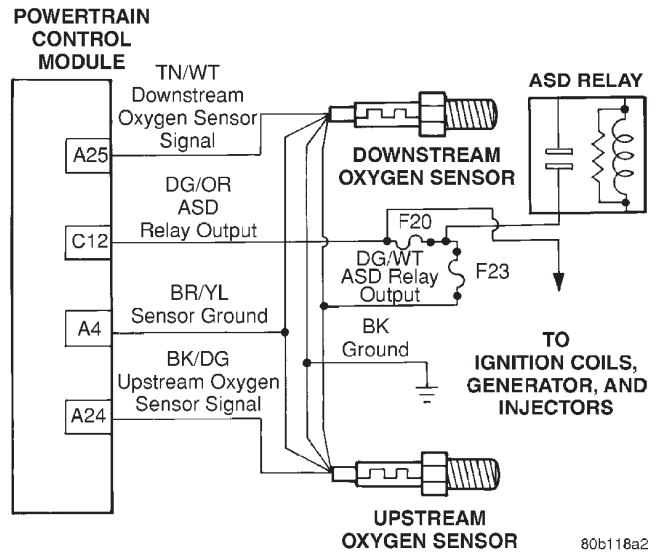 POWERTRAIN
CONTROL
MODULE
TN/WT
Downstream
Oxygen Sensor
Signal
A25
DOWNSTREAM
OXYGEN SENSOR
ASD RELAY
DG/OR
ASD
Relay Output
C12
F20
DG/WT
ASD Relay
Output
F23
BR/YL
Sensor Ground
A4
BK
Ground
TO
IGNITION COILS,
GENERATOR, AND
INJECTORS
BK/DG
Upstream Oxygen
Sensor Signal
A24
UPSTREAM
OXYGEN SENSOR
80b118a2